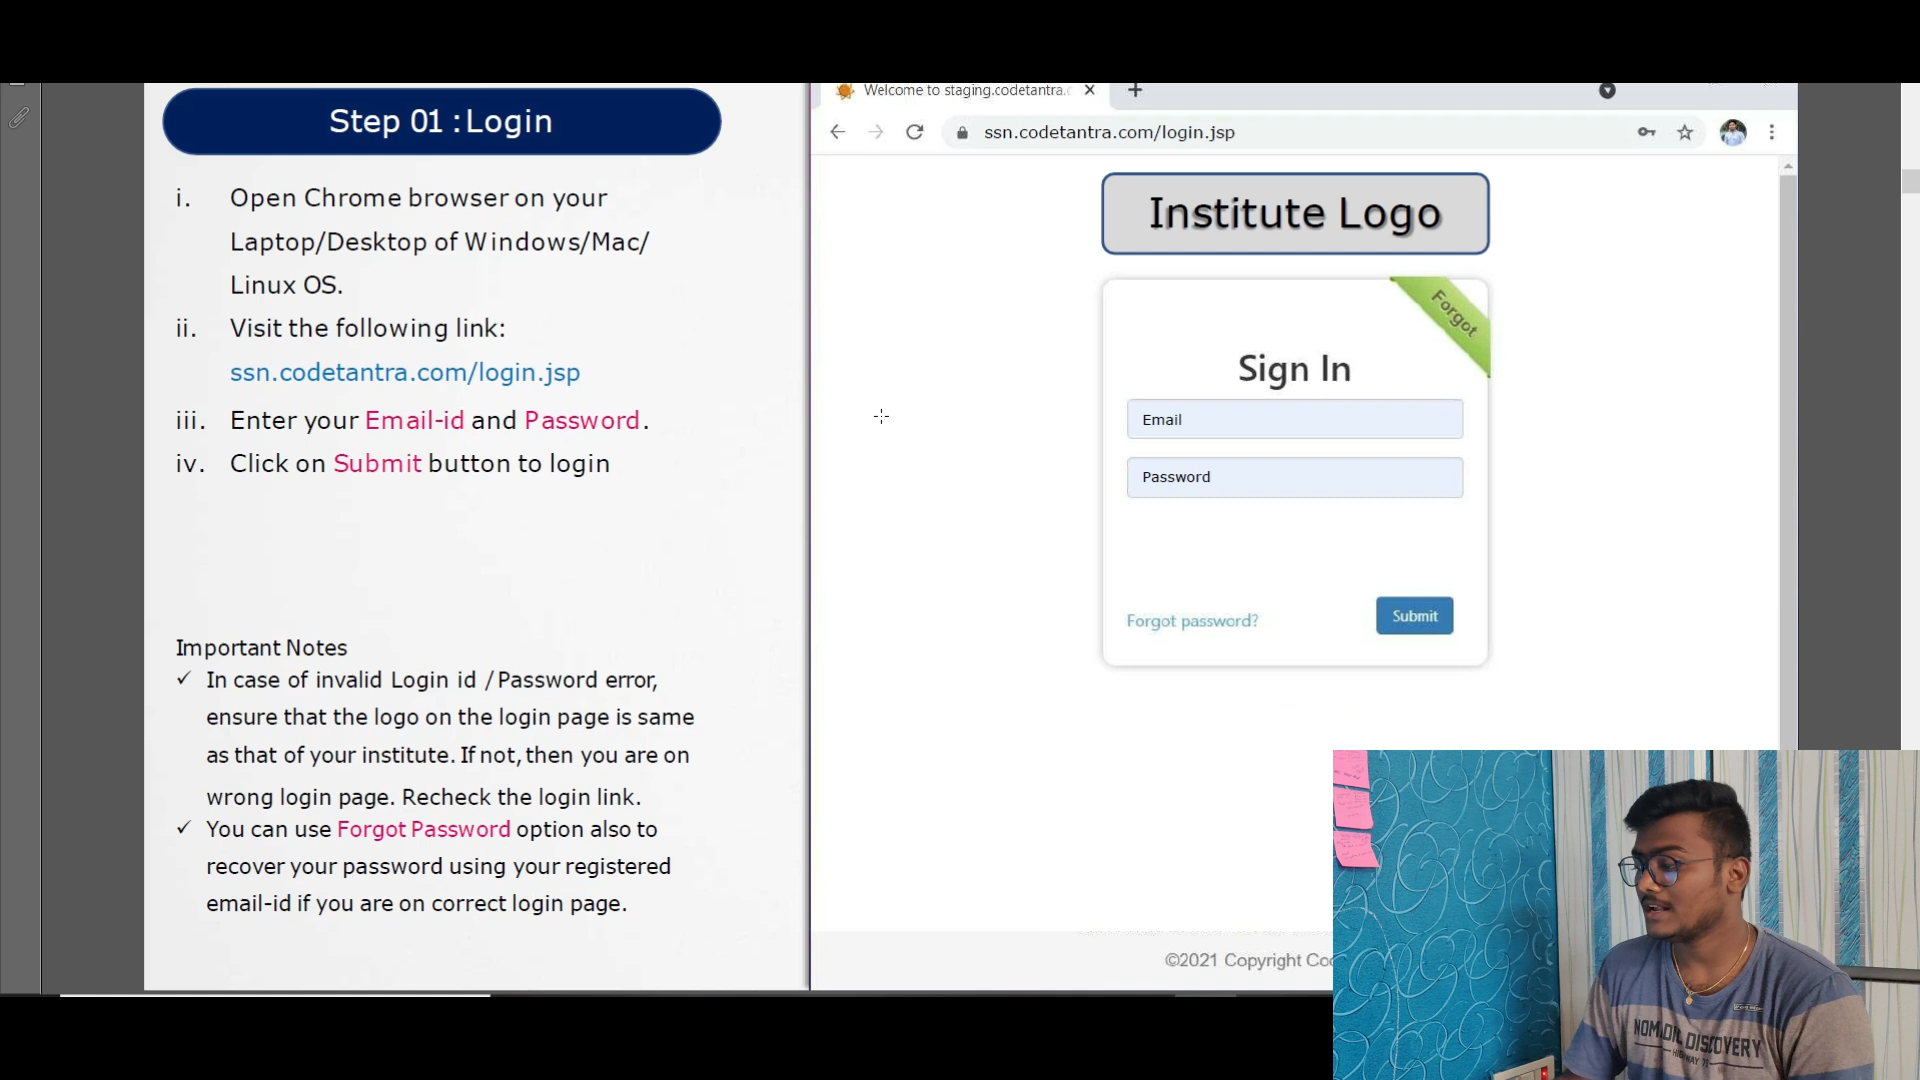 Step 01 : Login
i. Open Chrome browser on your
Laptop/Desktop of Windows/Mac/
Linux OS.
ii. Visit the following link:
ssn.codetantra.com/login.jsp
iii. Enter your Email-id and Password.
iv. Click on Submit button to login
Important Notes
✓ In case of invalid Login id / Password error,
ensure that the logo on the login page is same
as that of your institute. If not, then you are on
wrong login page. Recheck the login link.
✓ You can use Forgot Password option also to
recover your password using your registered
email-id if you are on correct login page.
Welcome to staging.codetantra.c
ssn.codetantra.com/login.jsp
Institute Logo
Forgot
Sign In
Email
Password
Forgot password?
Submit
©2021 Copyright Co
DISCOVERY